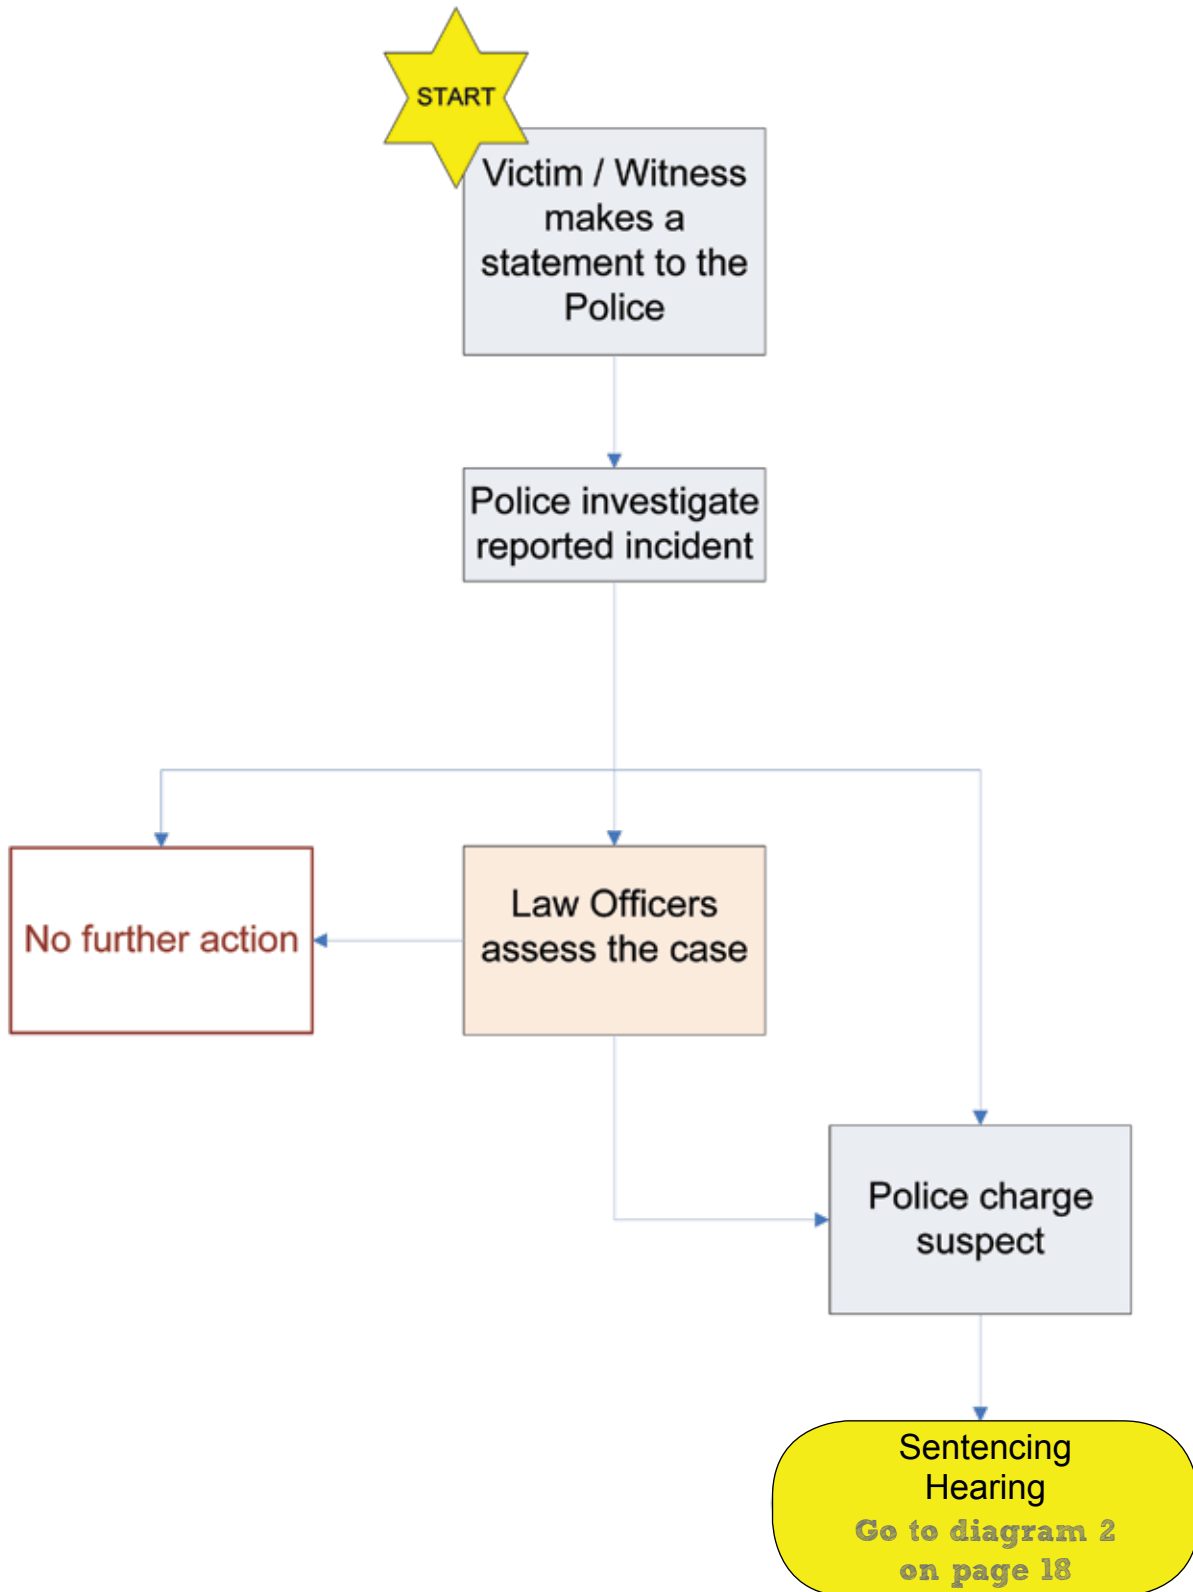 START
Victim / Witness
makes a
statement to the
Police
Police investigate
reported incident
No further action
Law Officers
assess the case
Police charge
suspect
Sentencing
Hearing
Go to diagram 2
on page 18